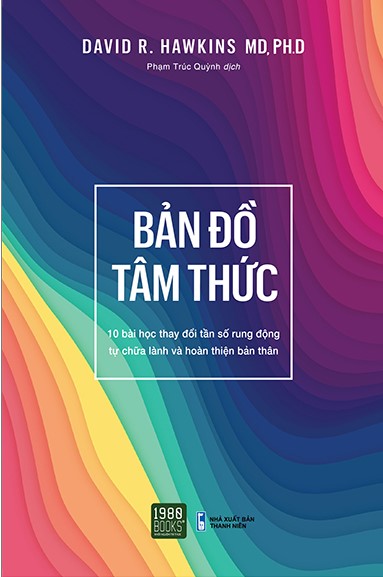 DAVID R. HAWKINS MD, PH.D
Phạm Trúc Quỳnh dịch
BẢN ĐỒ
TÂM THỨC
10 bài học thay đổi tần số rung động
tự chữa lành và hoàn thiện bản thân
1980
BOOKS
NHÀ XUẤT BẢN
THANH NIÊN